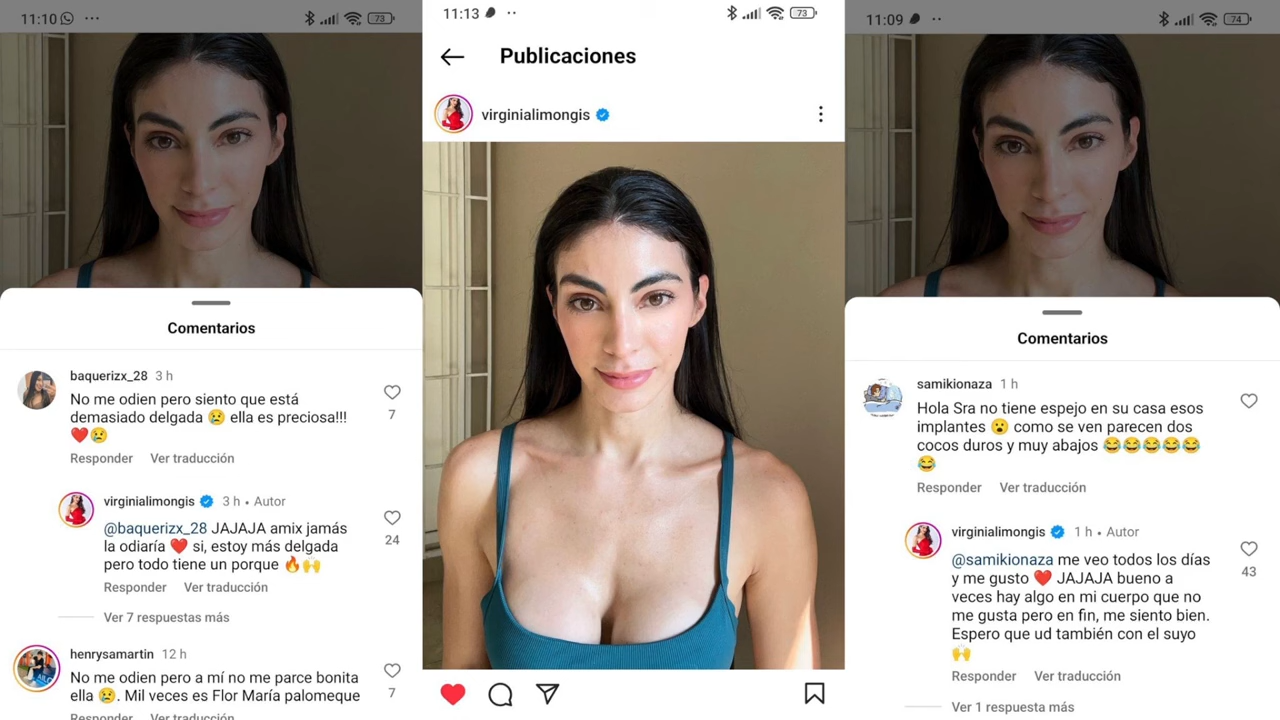 11:10
73
Comentarios
baquerizx_28 3 h
No me odien pero siento que está
demasiado delgada 😢 ella es preciosa!!!
❤️😢
7
Responder Ver traducción
virginialimongis 3 h • Autor
@baquerizx_28 JAJAJA amix jamás
la odiaría ❤️ si, estoy más delgada
pero todo tiene un porque 🔥🙌
24
Responder Ver traducción
Ver 7 respuestas más
henrysamartin 12 h
No me odien pero a mí no me parce bonita
ella 😢. Mil veces es Flor María palomeque
7
Responder Ver traducción
11:13
73
Publicaciones
virginialimongis
11:09
74
Comentarios
samikionaza 1 h
Hola Sra no tiene espejo en su casa esos
implantes 😮 como se ven parecen dos
cocos duros y muy abajos 😂😂😂😂😂
😂
Responder Ver traducción
virginialimongis 1 h • Autor
@samikionaza me veo todos los días
y me gusto ❤️ JAJAJA bueno a
veces hay algo en mi cuerpo que no
me gusta pero en fin, me siento bien.
Espero que ud también con el suyo
🙌
43
Responder Ver traducción
Ver 1 respuesta más